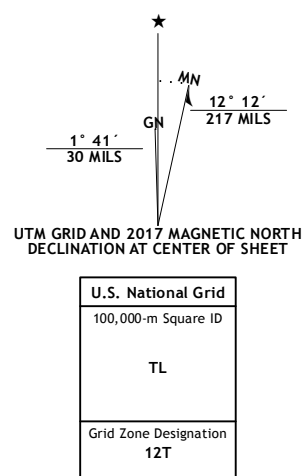 MN
12° 12´
217 MILS
GN
1° 41´
30 MILS
UTM GRID AND 2017 MAGNETIC NORTH
DECLINATION AT CENTER OF SHEET
U.S. National Grid
100,000-m Square ID
TL
Grid Zone Designation
12T